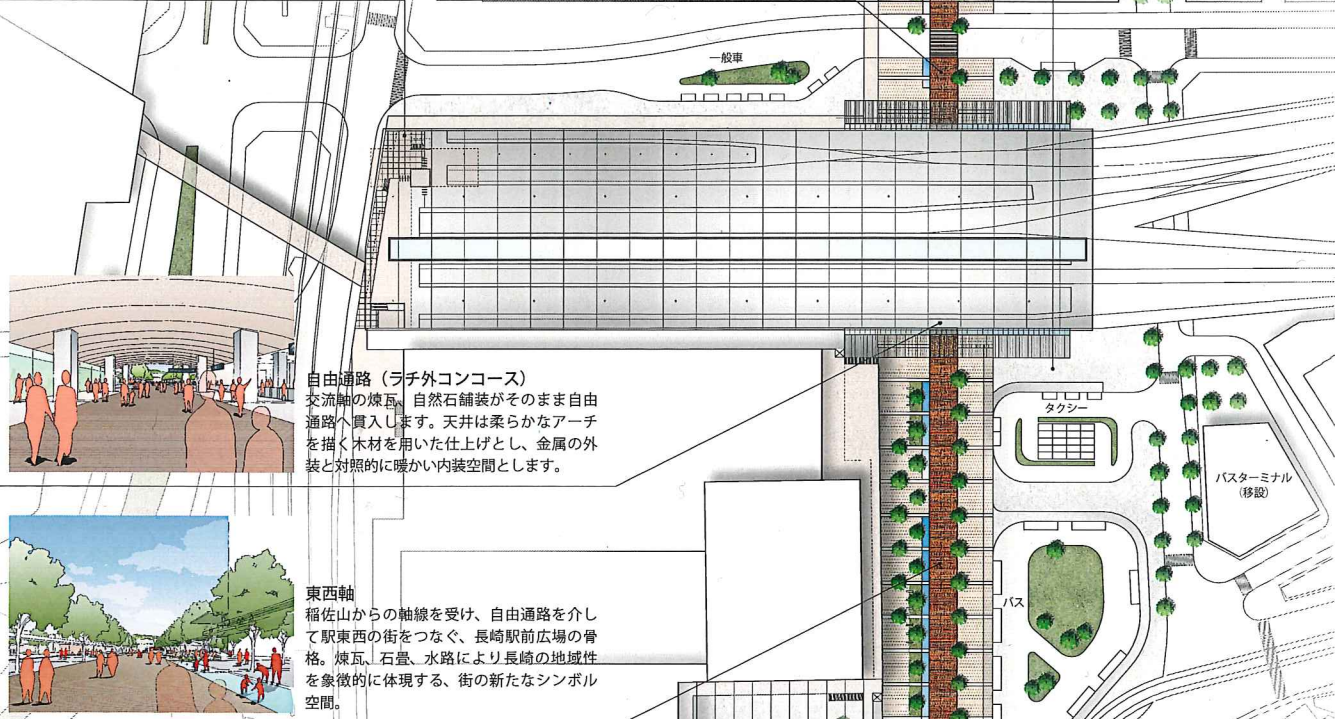 一般車
自由通路（ラチ外コンコース）
交流軸の煉瓦、自然石舗装がそのまま自由
通路へ貫入します。天井は柔らかなアーチ
を描く木材を用いた仕上げとし、金属の外
装と対照的に暖かい内装空間とします。
タクシー
バスターミナル
(移設)
東西軸
稲佐山からの軸線を受け、自由通路を介し
て駅東西の街をつなぐ、長崎駅前広場の骨
格。煉瓦、石畳、水路により長崎の地域性
を象徴的に体現する、街の新たなシンボル
空間。
バス